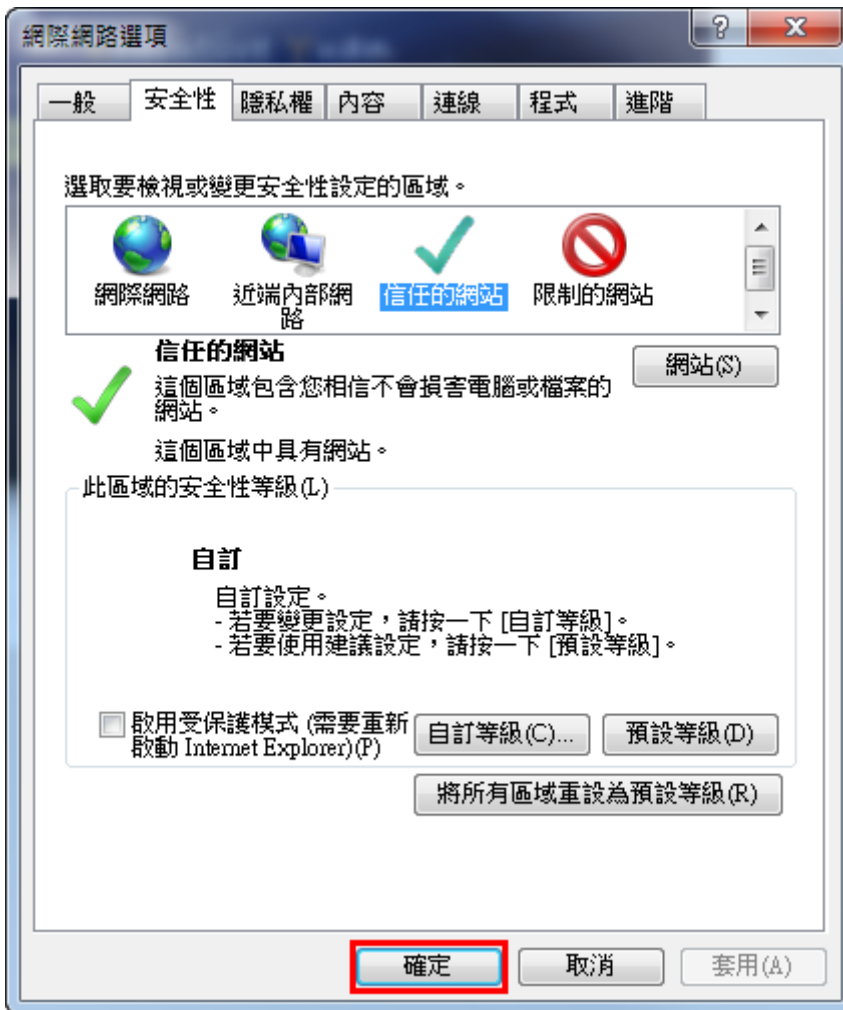 網際網路選項
一般 安全性 隱私權 內容 連線 程式 進階
選取要檢視或變更安全性設定的區域。
網際網路 近端內部網路 信任的網站 限制的網站
信任的網站
網站(S)
這個區域包含您相信不會損害電腦或檔案的
網站。
這個區域中具有網站。
此區域的安全性等級(L)
自訂
自訂設定。
- 若要變更設定，請按一下 [自訂等級]。
- 若要使用建議設定，請按一下 [預設等級]。
啟用受保護模式 (需要重新
啟動 Internet Explorer)(P)
自訂等級(C)... 預設等級(D)
將所有區域重設為預設等級(R)
確定 取消 套用(A)